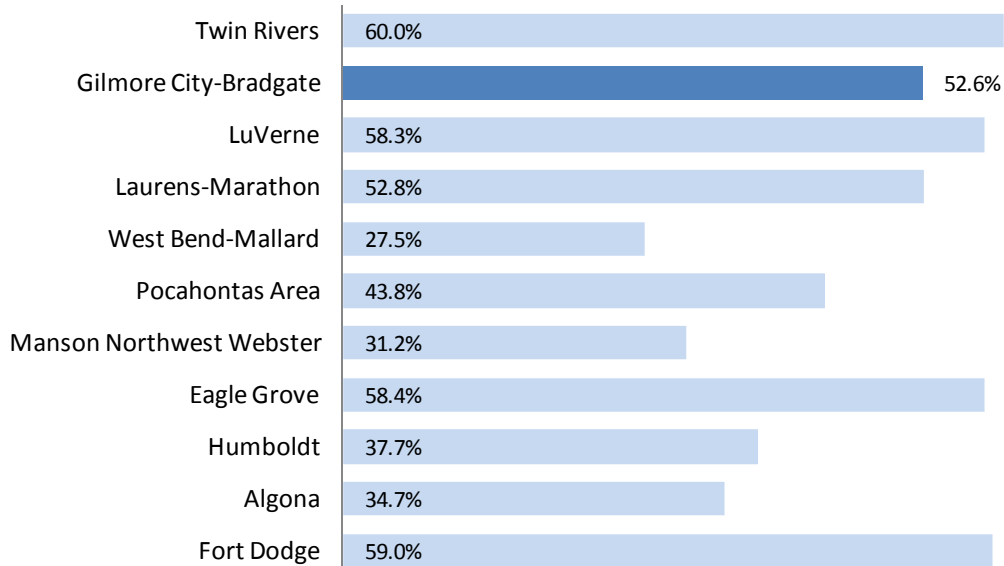 Twin Rivers 60.0%
Gilmore City-Bradgate 52.6%
LuVerne 58.3%
Laurens-Marathon 52.8%
West Bend-Mallard 27.5%
Pocahontas Area 43.8%
Manson Northwest Webster 31.2%
Eagle Grove 58.4%
Humboldt 37.7%
Algona 34.7%
Fort Dodge 59.0%